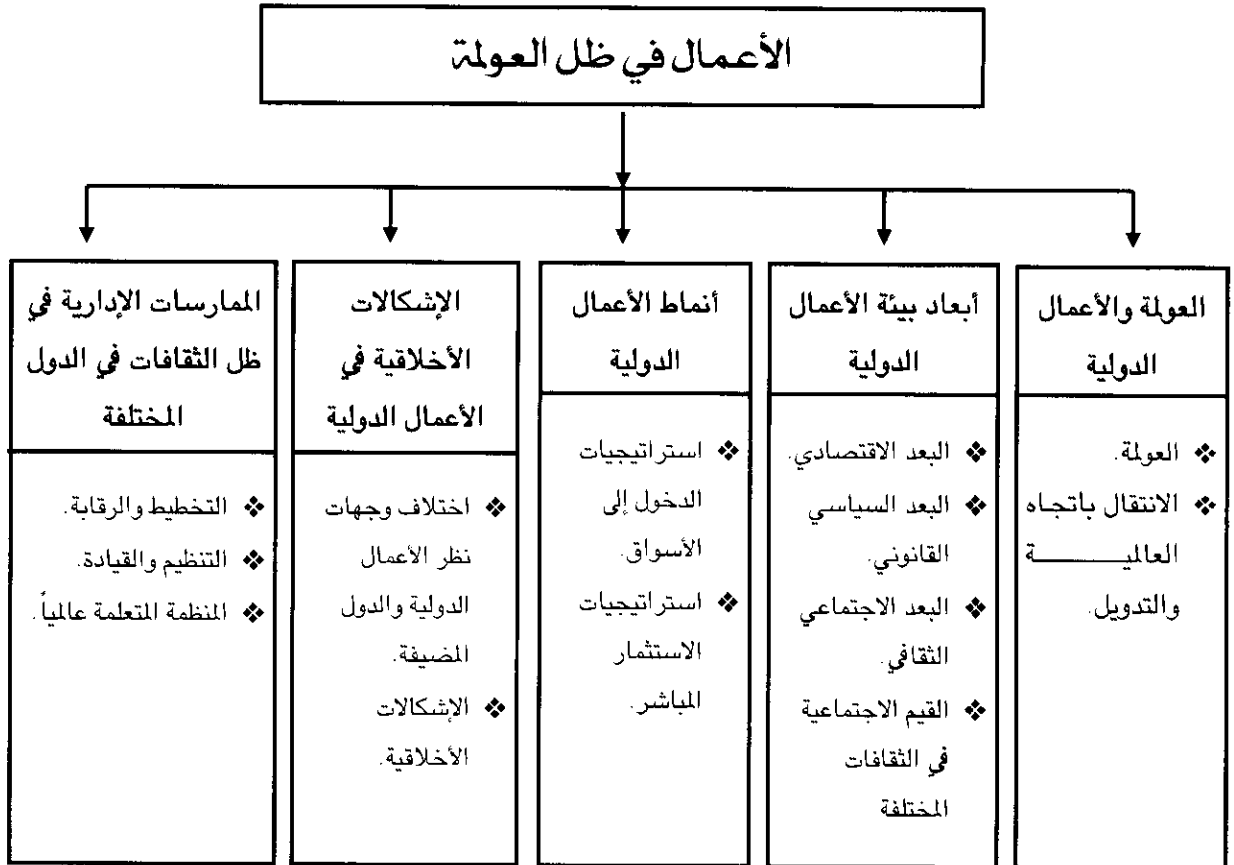 الأعمال في ظل العولمة
العولمة والأعمال
الدولية
❖ العولمة.
❖ الانتقال باتجاه
العالمية
والتدويل.
أبعاد بيئة الأعمال
الدولية
❖ البعد الاقتصادي.
❖ البعد السياسي
القانوني.
❖ البعد الاجتماعي
الثقافي.
❖ القيم الاجتماعية
في الثقافات
المختلفة
أنماط الأعمال
الدولية
❖ استراتيجيات
الدخول إلى
الأسواق.
❖ استراتيجيات
الاستثمار
المباشر.
الإشكالات
الأخلاقية في
الأعمال الدولية
❖ اختلاف وجهات
نظر الأعمال
الدولية والدول
المضيفة.
❖ الإشكالات
الأخلاقية.
الممارسات الإدارية في
ظل الثقافات في الدول
المختلفة
❖ التخطيط والرقابة.
❖ التنظيم والقيادة.
❖ المنظمة المتعلمة عالمياً.